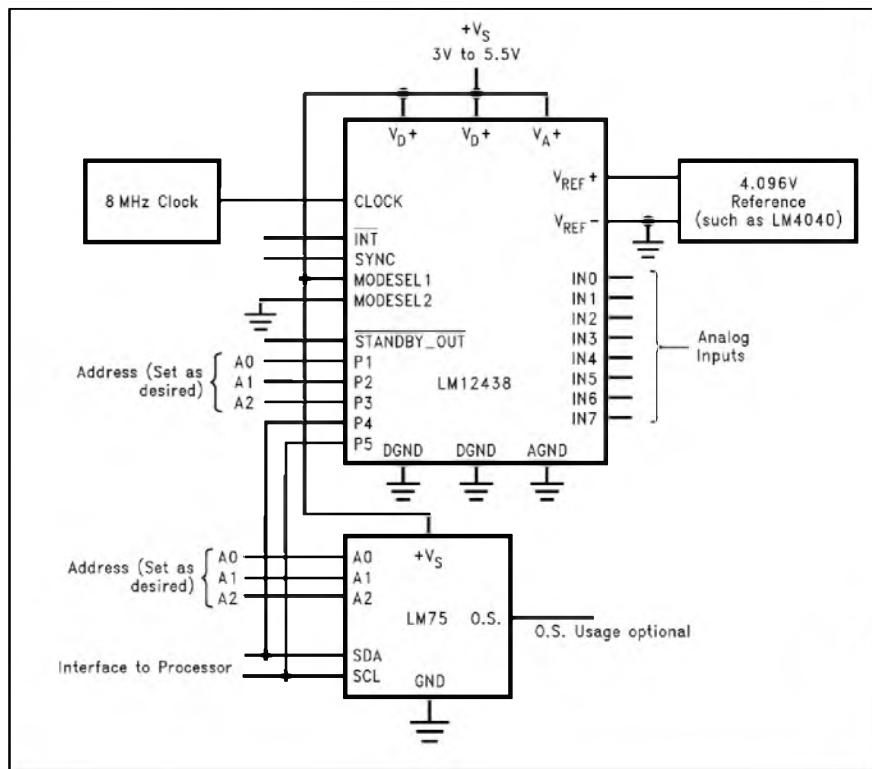 +VS
3V to 5.5V
VD+
VD+
VA+
8 MHz Clock
CLOCK
INT
SYNC
MODESEL1
MODESEL2
STANDBY_OUT
P1
P2
P3
P4
P5
LM12438
DGND
DGND
AGND
VREF+
VREF−
4.096V
Reference
(such as LM4040)
IN0
IN1
IN2
IN3
IN4
IN5
IN6
IN7
Analog
Inputs
Address (Set as
desired)
A0
A1
A2
Address (Set as
desired)
A0
A1
A2
Interface to Processor
+VS
A0
A1
A2
LM75
O.S.
SDA
SCL
GND
O.S. Usage optional